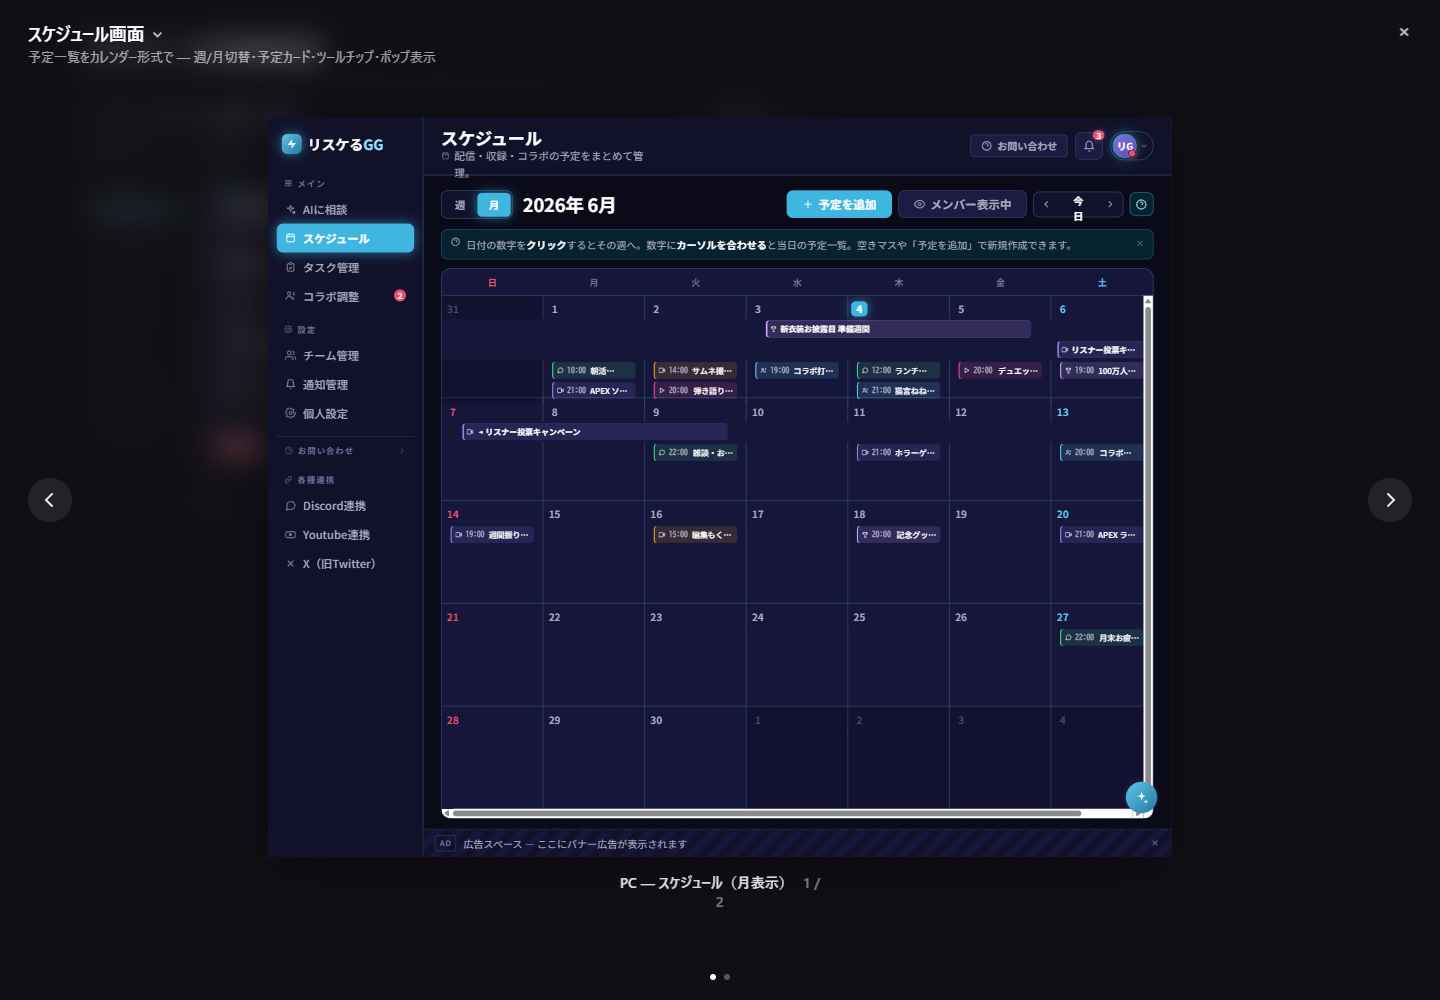 スケジュール画面
予定一覧をカレンダー形式で — 週/月切替・予定カード・ツールチップ・ポップ表示
リスケるGG
メイン
AIに相談
スケジュール
タスク管理
コラボ調整 2
設定
チーム管理
通知管理
個人設定
お問い合わせ
各種連携
Discord連携
Youtube連携
X（旧Twitter）
スケジュール
配信・収録・コラボの予定をまとめて管
理。
お問い合わせ
3
リG
週 月 2026年 6月
+ 予定を追加
メンバー表示中
今
日
日付の数字をクリックするとその週へ。数字にカーソルを合わせると当日の予定一覧。空きマスや「予定を追加」で新規作成できます。
日 月 火 水 木 金 土
31 1 2 3 4 5 6
新衣装お披露目 準備週間
リスナー投票キ…
10:00 朝活… 14:00 サムネ撮… 19:00 コラボ打… 12:00 ランチ… 20:00 デュエッ… 19:00 100万人…
21:00 APEX ソ… 20:00 弾き語り… 21:00 猫宮ねね…
7 8 9 10 11 12 13
◂ リスナー投票キャンペーン
22:00 雑談・お… 21:00 ホラーゲ… 20:00 コラボ…
14 15 16 17 18 19 20
19:00 週間振り… 15:00 編集もく… 20:00 記念グッ… 21:00 APEX ラ…
21 22 23 24 25 26 27
22:00 月末お疲…
28 29 30 1 2 3 4
AD 広告スペース — ここにバナー広告が表示されます
PC — スケジュール（月表示） 1 /
2